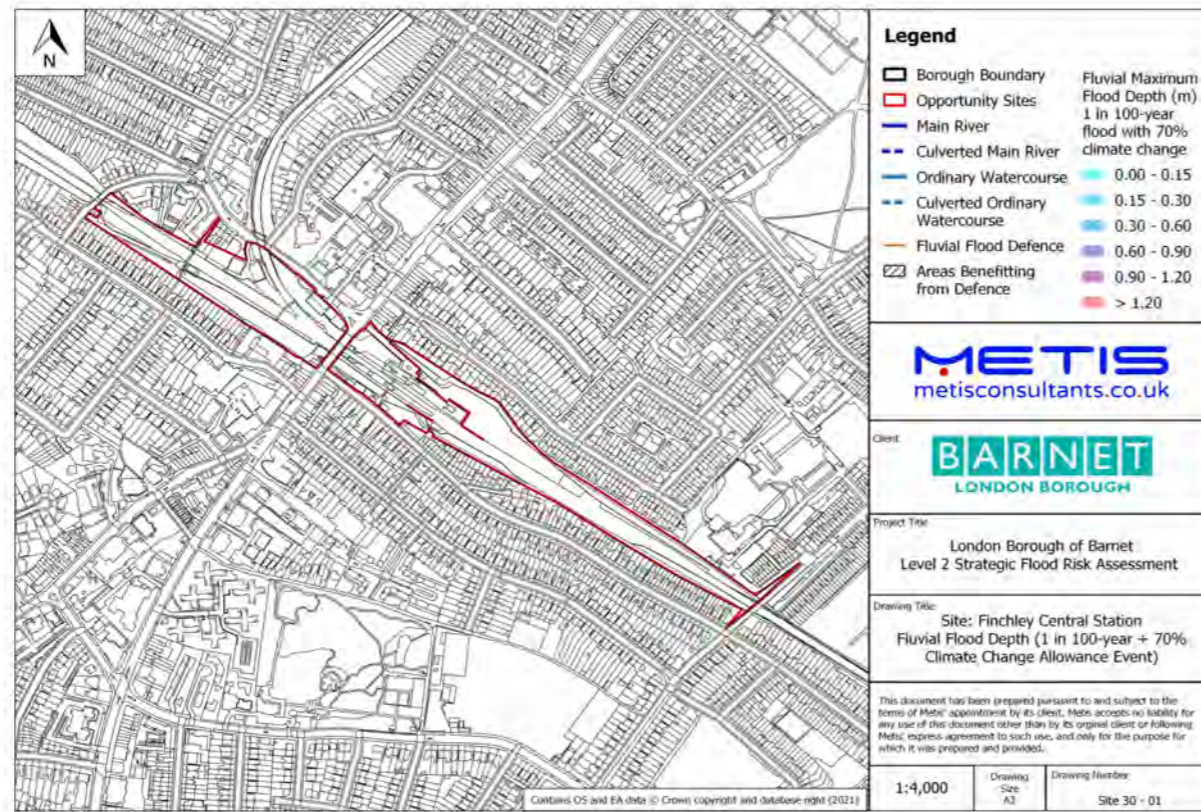 N
Legend
Borough Boundary
Opportunity Sites
Main River
Culverted Main River
Ordinary Watercourse
Culverted Ordinary
Watercourse
Fluvial Flood Defence
Areas Benefitting
from Defence
Fluvial Maximum
Flood Depth (m)
1 in 100-year
flood with 70%
climate change
0.00 - 0.15
0.15 - 0.30
0.30 - 0.60
0.60 - 0.90
0.90 - 1.20
> 1.20
METIS
metisconsultants.co.uk
Client
BARNET
LONDON BOROUGH
Project Title
London Borough of Barnet
Level 2 Strategic Flood Risk Assessment
Drawing Title
Site: Finchley Central Station
Fluvial Flood Depth (1 in 100-year + 70%
Climate Change Allowance Event)
This document has been prepared pursuant to and subject to the
terms of Metis' appointment by its client. Metis accepts no liability for
any use of this document other than by its original client or following
Metis' express agreement to such use, and only for the purpose for
which it was prepared and provided.
1:4,000
Drawing
Size
A2
Drawing Number
Site 30 - 01
Contains OS and EA data © Crown copyright and database right (2021)